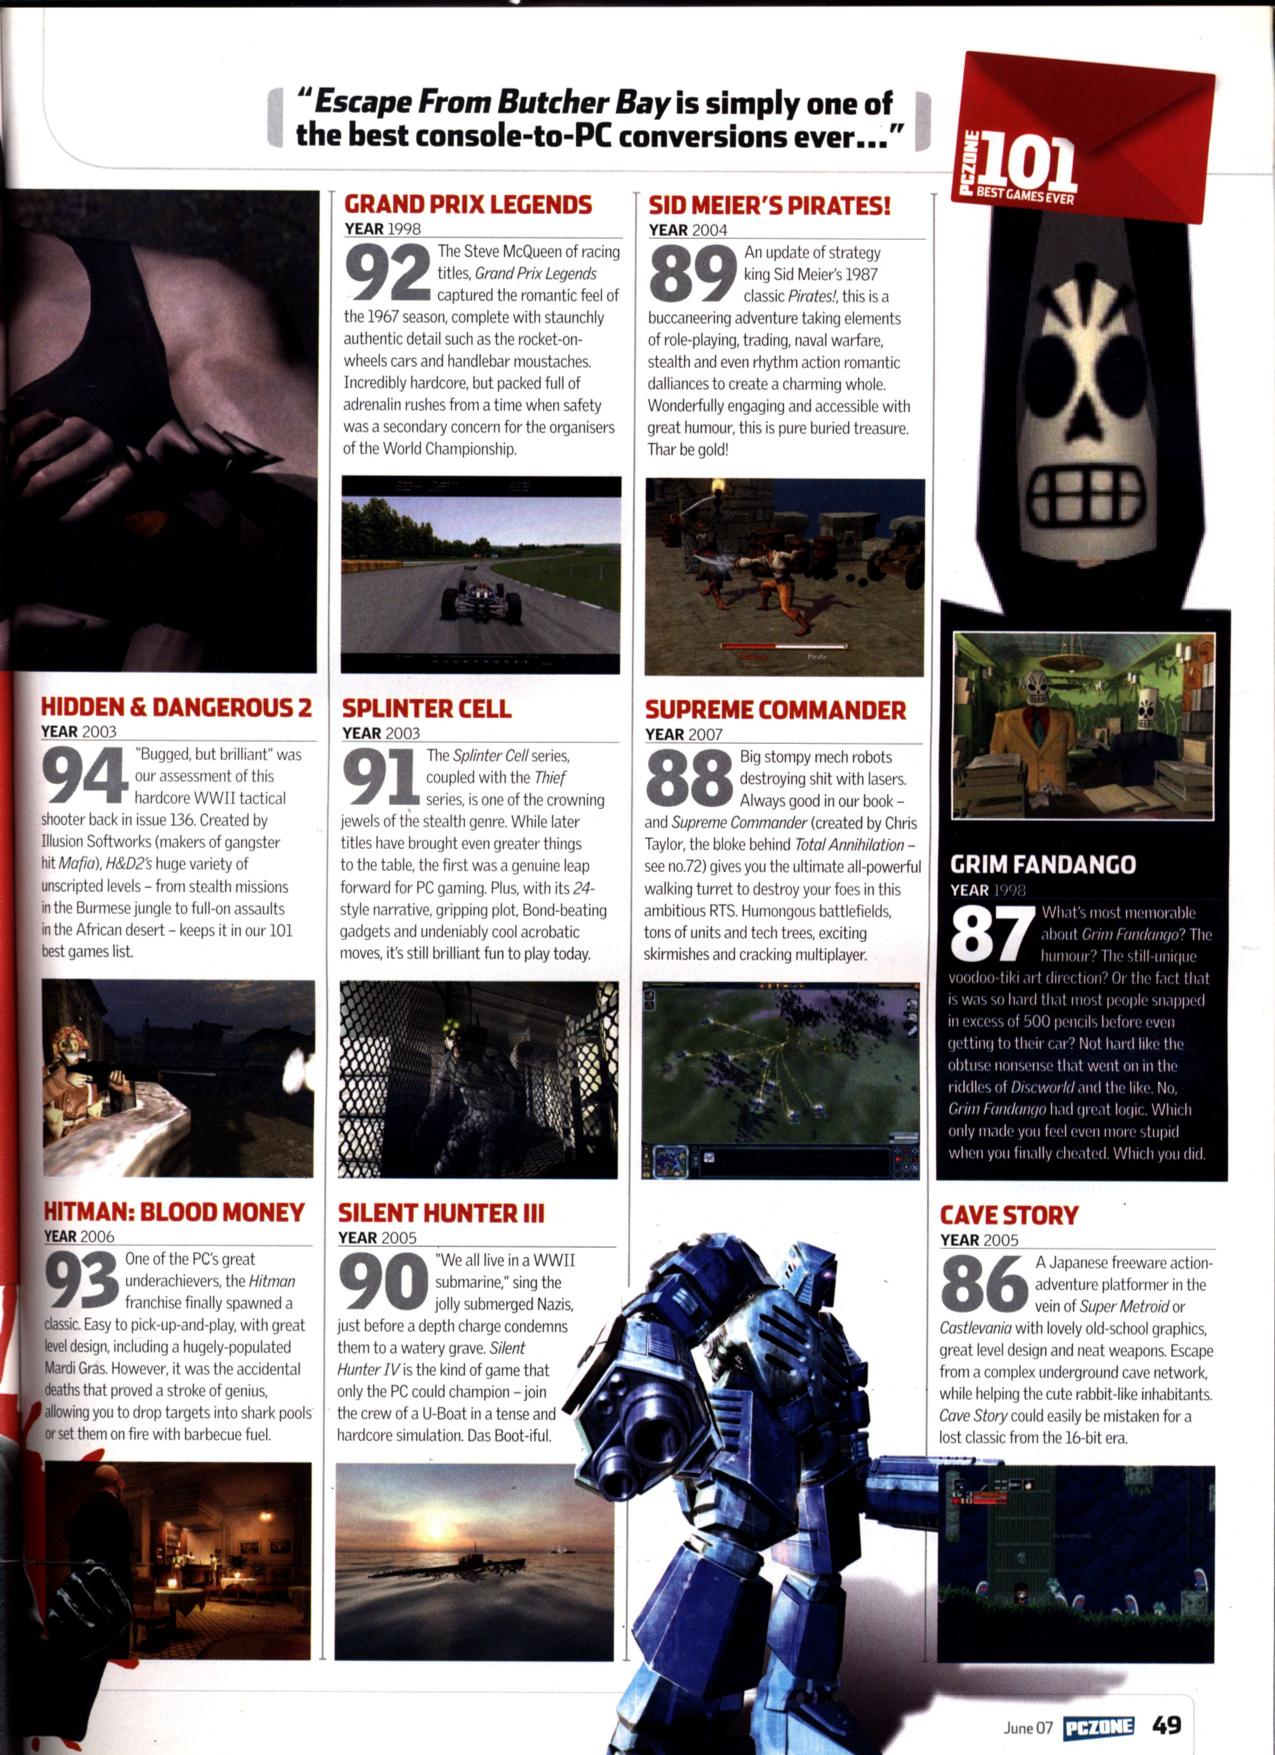 "Escape From Butcher Bay is simply one of
the best console-to-PC conversions ever..."
PCZONE
101
BEST GAMES EVER
HIDDEN & DANGEROUS 2
YEAR 2003
94
"Bugged, but brilliant" was
our assessment of this
hardcore WWII tactical
shooter back in issue 136. Created by
Illusion Softworks (makers of gangster
hit Mafia), H&D2's huge variety of
unscripted levels – from stealth missions
in the Burmese jungle to full-on assaults
in the African desert – keeps it in our 101
best games list.
HITMAN: BLOOD MONEY
YEAR 2006
93
One of the PC's great
underachievers, the Hitman
franchise finally spawned a
classic. Easy to pick-up-and-play, with great
level design, including a hugely-populated
Mardi Gras. However, it was the accidental
deaths that proved a stroke of genius,
allowing you to drop targets into shark pools
or set them on fire with barbecue fuel.
GRAND PRIX LEGENDS
YEAR 1998
92
The Steve McQueen of racing
titles, Grand Prix Legends
captured the romantic feel of
the 1967 season, complete with staunchly
authentic detail such as the rocket-on-
wheels cars and handlebar moustaches.
Incredibly hardcore, but packed full of
adrenalin rushes from a time when safety
was a secondary concern for the organisers
of the World Championship.
SPLINTER CELL
YEAR 2003
91
The Splinter Cell series,
coupled with the Thief
series, is one of the crowning
jewels of the stealth genre. While later
titles have brought even greater things
to the table, the first was a genuine leap
forward for PC gaming. Plus, with its 24-
style narrative, gripping plot, Bond-beating
gadgets and undeniably cool acrobatic
moves, it's still brilliant fun to play today.
SILENT HUNTER III
YEAR 2005
90
"We all live in a WWII
submarine," sing the
jolly submerged Nazis,
just before a depth charge condemns
them to a watery grave. Silent
Hunter IV is the kind of game that
only the PC could champion – join
the crew of a U-Boat in a tense and
hardcore simulation. Das Boot-iful.
SID MEIER'S PIRATES!
YEAR 2004
89
An update of strategy
king Sid Meier's 1987
classic Pirates!, this is a
buccaneering adventure taking elements
of role-playing, trading, naval warfare,
stealth and even rhythm action romantic
dalliances to create a charming whole.
Wonderfully engaging and accessible with
great humour, this is pure buried treasure.
Thar be gold!
Pirate
SUPREME COMMANDER
YEAR 2007
88
Big stompy mech robots
destroying shit with lasers.
Always good in our book –
and Supreme Commander (created by Chris
Taylor, the bloke behind Total Annihilation –
see no.72) gives you the ultimate all-powerful
walking turret to destroy your foes in this
ambitious RTS. Humongous battlefields,
tons of units and tech trees, exciting
skirmishes and cracking multiplayer.
GRIM FANDANGO
YEAR 1998
87
What's most memorable
about Grim Fandango? The
humour? The still-unique
voodoo-tiki art direction? Or the fact that
is was so hard that most people snapped
in excess of 500 pencils before even
getting to their car? Not hard like the
obtuse nonsense that went on in the
riddles of Discworld and the like. No,
Grim Fandango had great logic. Which
only made you feel even more stupid
when you finally cheated. Which you did.
CAVE STORY
YEAR 2005
86
A Japanese freeware action-
adventure platformer in the
vein of Super Metroid or
Castlevania with lovely old-school graphics,
great level design and neat weapons. Escape
from a complex underground cave network,
while helping the cute rabbit-like inhabitants.
Cave Story could easily be mistaken for a
lost classic from the 16-bit era.
June 07 PCZONE 49